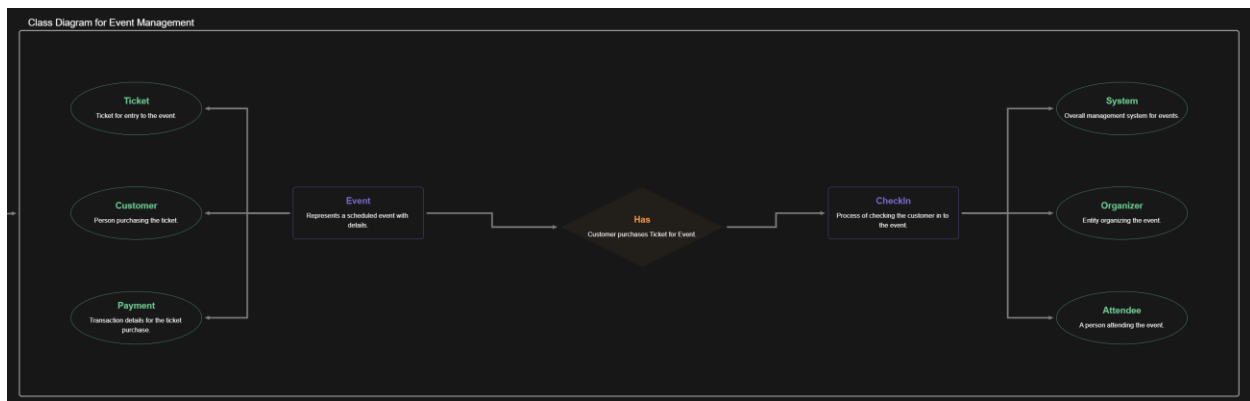 Class Diagram for Event Management
Ticket
Ticket for entry to the event.
Customer
Person purchasing the ticket.
Payment
Transaction details for the ticket
purchase.
Event
Represents a scheduled event with
details.
Has
Customer purchases Ticket for Event.
CheckIn
Process of checking the customer in to
the event.
System
Overall management system for events.
Organizer
Entity organizing the event.
Attendee
A person attending the event.